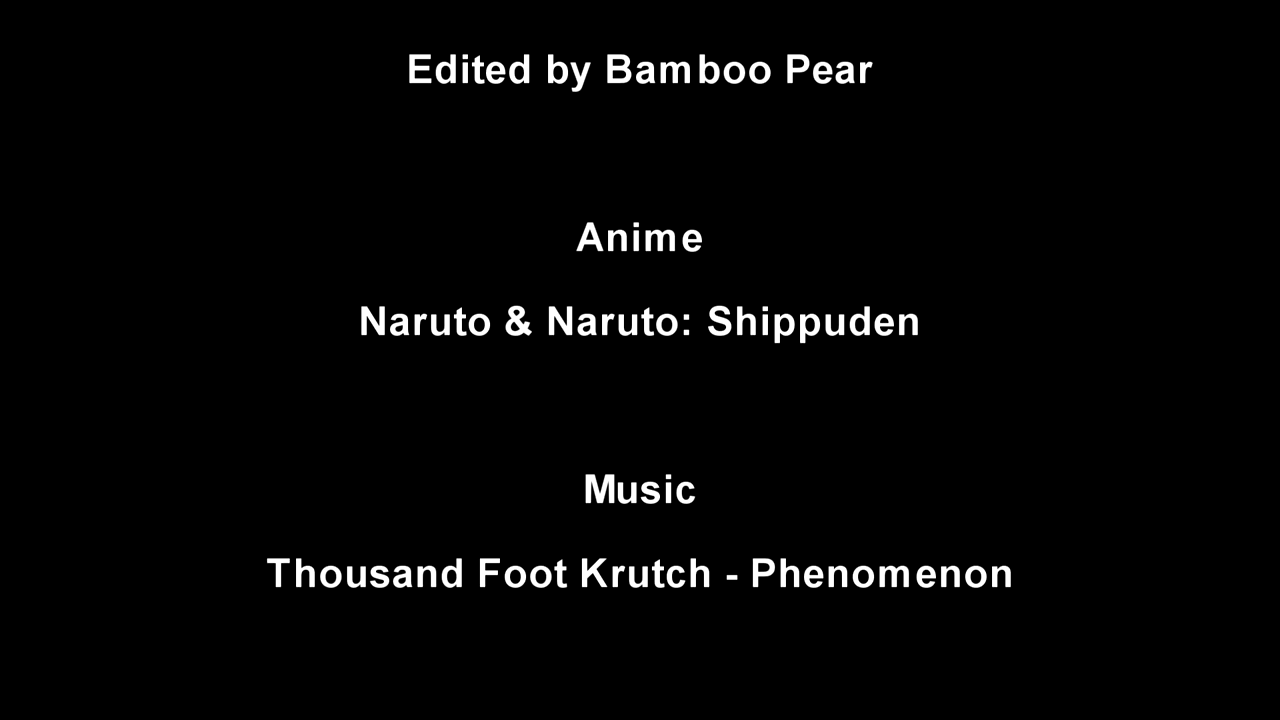 Edited by Bamboo Pear
Anime
Naruto & Naruto: Shippuden
Music
Thousand Foot Krutch - Phenomenon